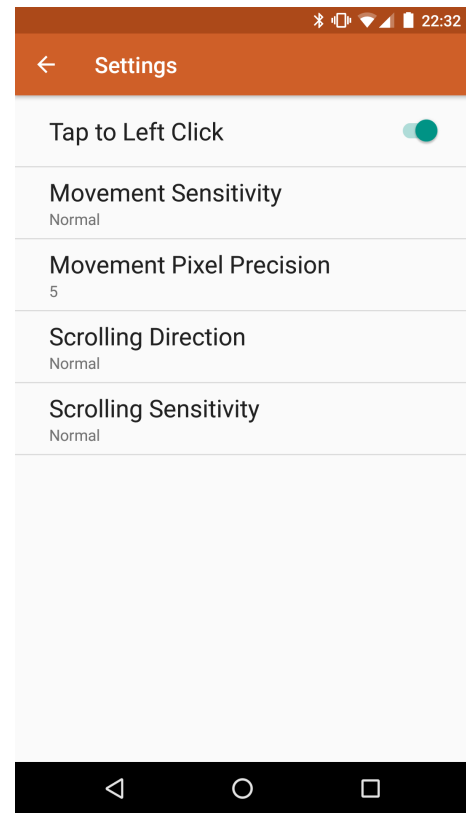 22:32
Settings
Tap to Left Click
Movement Sensitivity
Normal
Movement Pixel Precision
5
Scrolling Direction
Normal
Scrolling Sensitivity
Normal